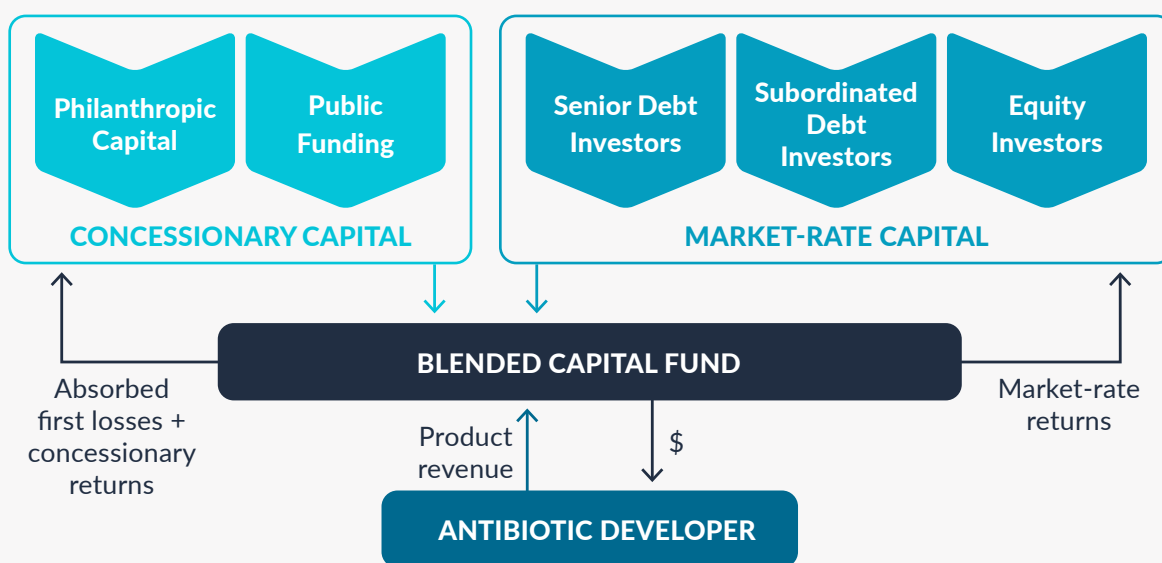 Philanthropic
Capital
Public
Funding
CONCESSIONARY CAPITAL
Senior Debt
Investors
Subordinated
Debt
Investors
Equity
Investors
MARKET-RATE CAPITAL
BLENDED CAPITAL FUND
Absorbed
first losses +
concessionary
returns
Product
revenue
$
Market-rate
returns
ANTIBIOTIC DEVELOPER